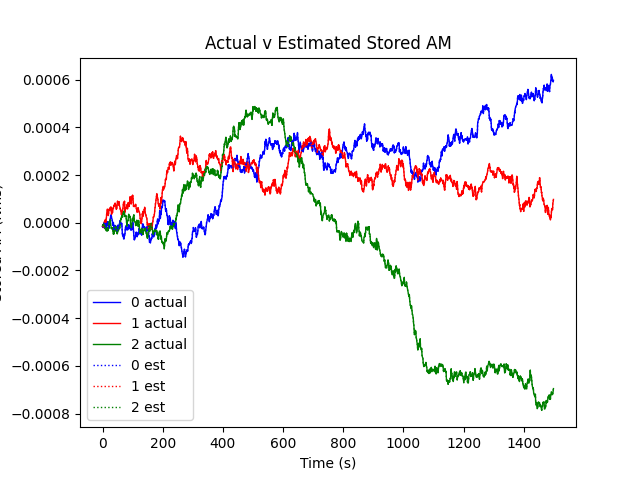 Actual v Estimated Stored AM
0.0006
0.0004
0.0002
0.0000
−0.0002
−0.0004
−0.0006
−0.0008
0 actual
1 actual
2 actual
0 est
1 est
2 est
0 200 400 600 800 1000 1200 1400
Time (s)